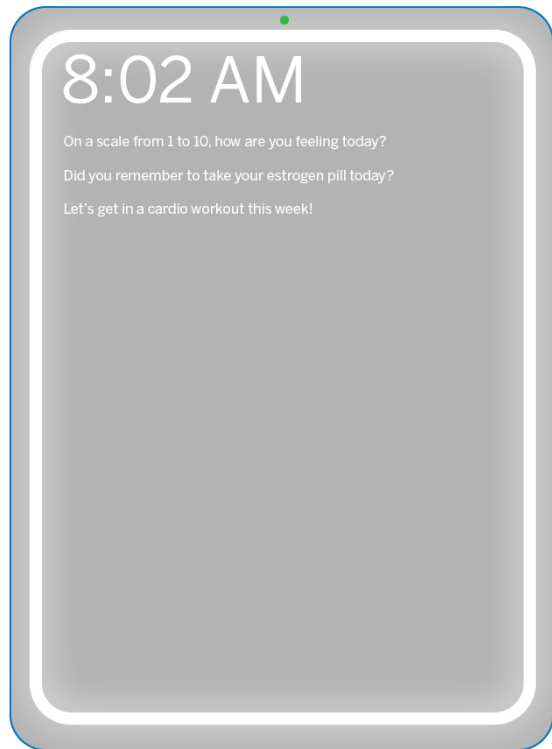 8:02 AM
On a scale from 1 to 10, how are you feeling today?
Did you remember to take your estrogen pill today?
Let's get in a cardio workout this week!